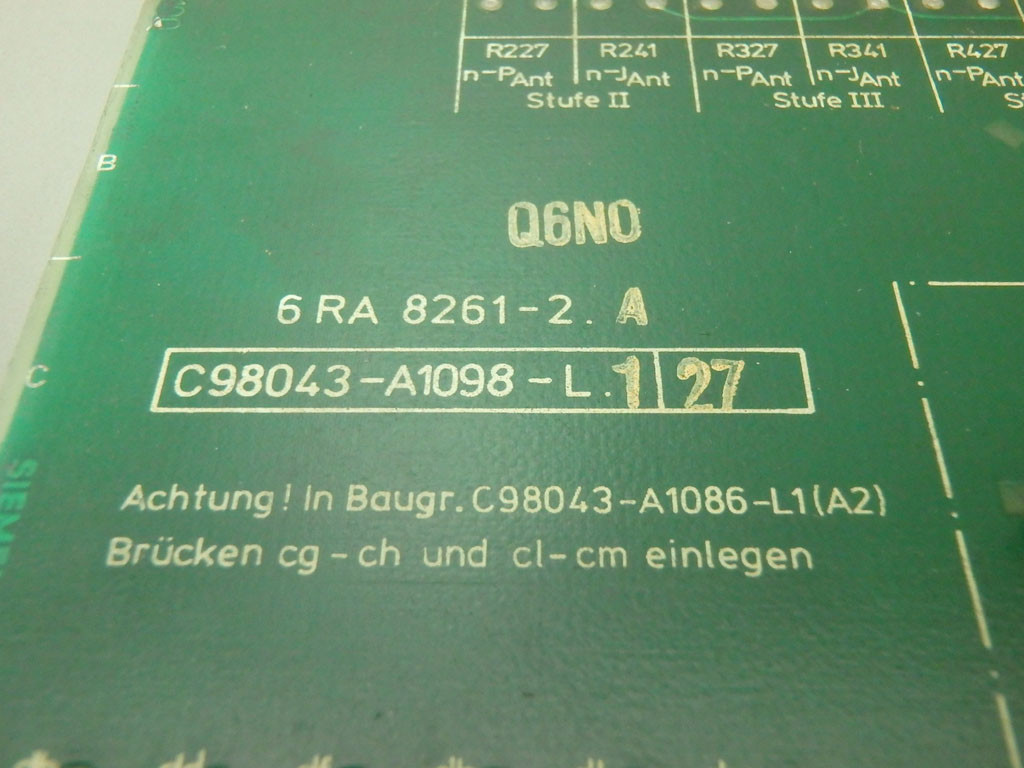 R227 R241 R327 R341 R427
n-PAnt n-JAnt n-PAnt n-JAnt n-PAnt
Stufe II Stufe III
B
Q6NO
6 RA 8261-2. A
C98043-A1098-L.1 27
C
Achtung! In Baugr. C98043-A1086-L1(A2)
Brücken cg-ch und cl-cm einlegen